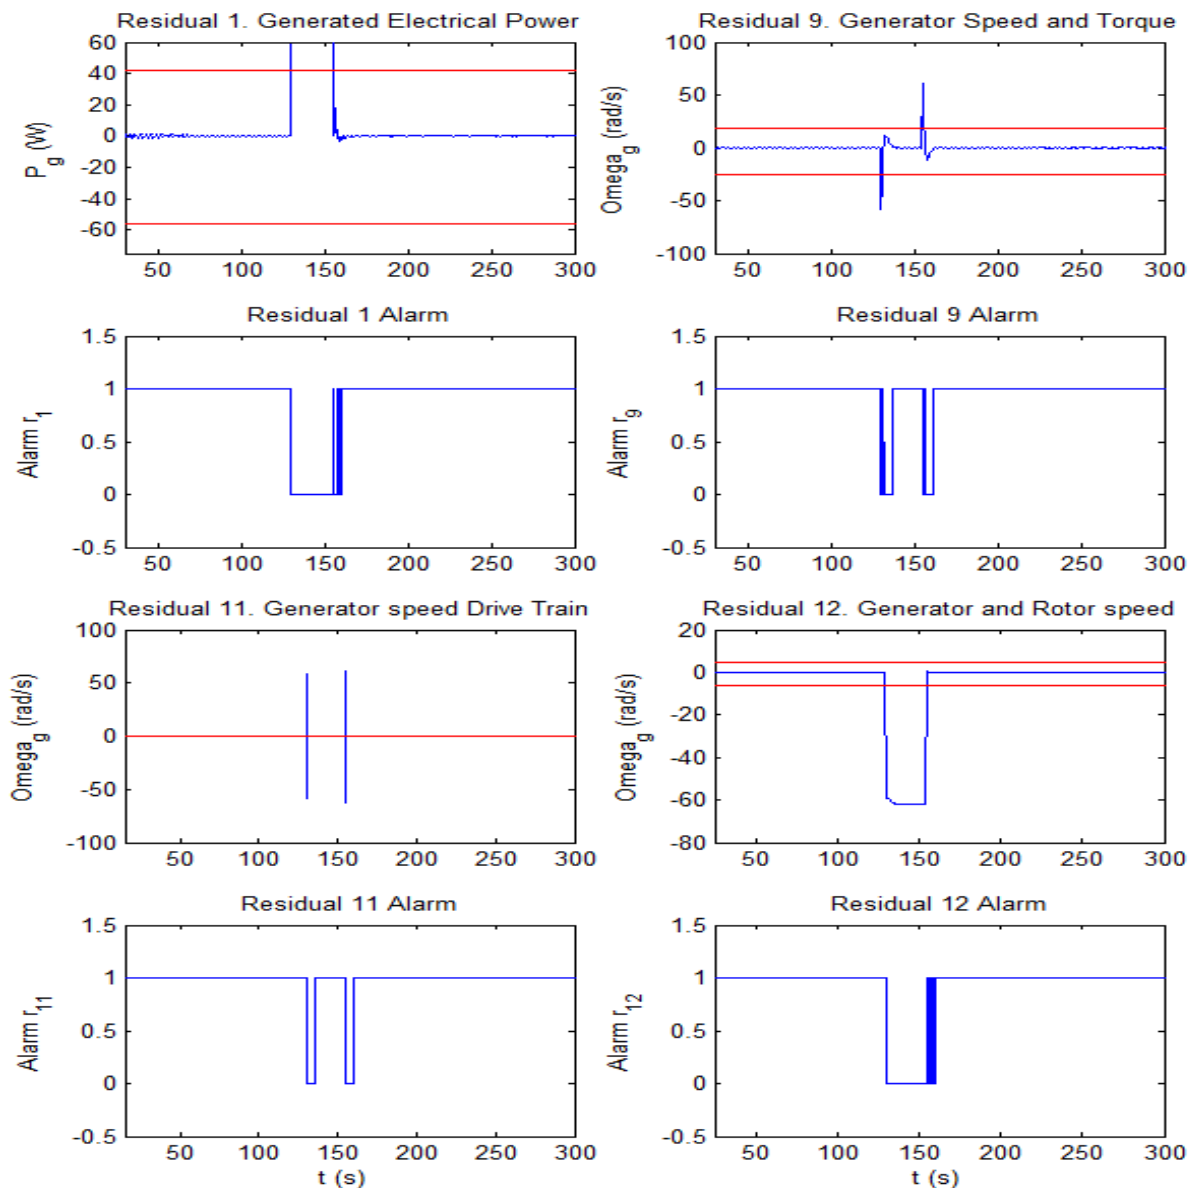 Residual 1. Generated Electrical Power
60
40
20
0
-20
-40
-60
P_g (W)
50 100 150 200 250 300
Residual 9. Generator Speed and Torque
100
50
0
-50
-100
Omega_g (rad/s)
50 100 150 200 250 300
Residual 1 Alarm
1.5
1
0.5
0
-0.5
Alarm r_1
50 100 150 200 250 300
Residual 9 Alarm
1.5
1
0.5
0
-0.5
Alarm r_9
50 100 150 200 250 300
Residual 11. Generator speed Drive Train
100
50
0
-50
-100
Omega_g (rad/s)
50 100 150 200 250 300
Residual 12. Generator and Rotor speed
20
0
-20
-40
-60
-80
Omega_g (rad/s)
50 100 150 200 250 300
Residual 11 Alarm
1.5
1
0.5
0
-0.5
Alarm r_11
50 100 150 200 250 300
t (s)
Residual 12 Alarm
1.5
1
0.5
0
-0.5
Alarm r_12
50 100 150 200 250 300
t (s)